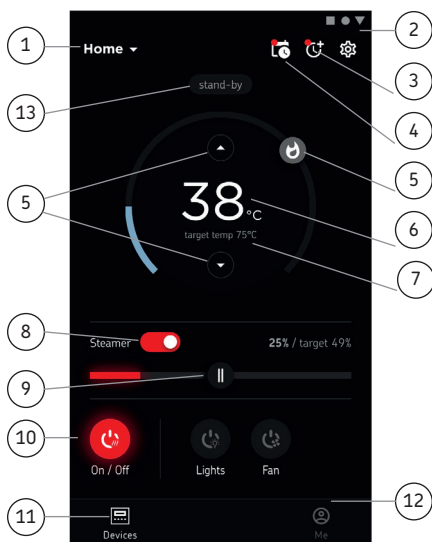 1
2
Home
3
13
stand-by
4
5
5
38°C
6
target temp 75°C
7
8
Steamer
25% / target 49%
9
10
On / Off
Lights
Fan
12
11
Devices
Me